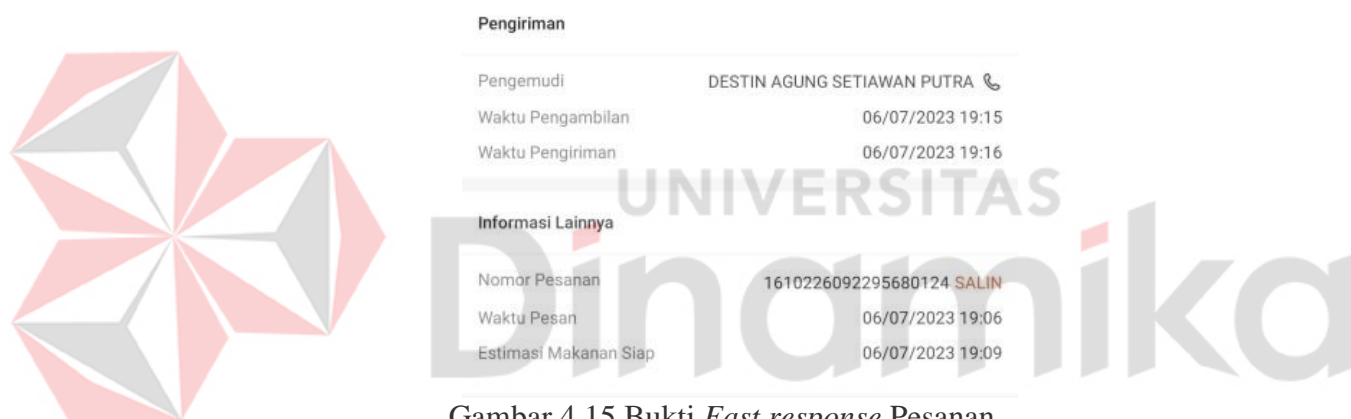 Pengiriman
Pengemudi DESTIN AGUNG SETIAWAN PUTRA
Waktu Pengambilan 06/07/2023 19:15
Waktu Pengiriman 06/07/2023 19:16
UNIVERSITAS
Dinamika
Informasi Lainnya
Nomor Pesanan 1610226092295680124 SALIN
Waktu Pesan 06/07/2023 19:06
Estimasi Makanan Siap 06/07/2023 19:09
Gambar 4.15 Bukti Fast response Pesanan